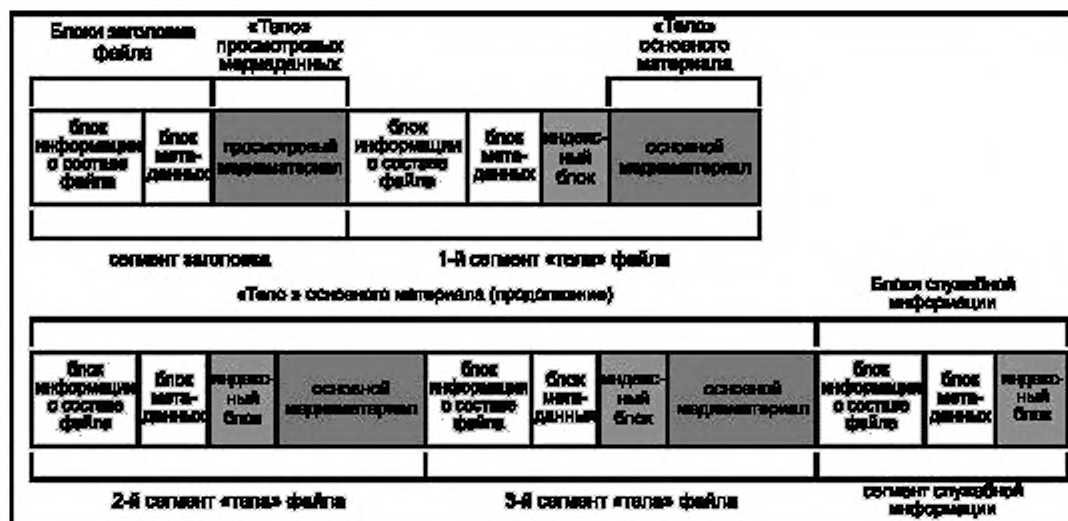 Блоки заголовка
файла
«Тело»
просмотровых
медиаданных
«Тело»
основного
материала
блок
информации
о составе
файла
блок
мета-
данных
просмотровый
медиаматериал
блок
информации
о составе
файла
блок
мета-
данных
индекс-
ный
блок
основной
медиаматериал
сегмент заголовка
1-й сегмент «тела» файла
«Тело » основного материала (продолжение)
Блоки служебной
информации
блок
информации
о составе
файла
блок
мета-
данных
индекс-
ный
блок
основной
медиаматериал
блок
информации
о составе
файла
блок
мета-
данных
индекс-
ный
блок
основной
медиаматериал
блок
информации
о составе
файла
блок
мета-
данных
индекс-
ный
блок
2-й сегмент «тела» файла
3-й сегмент «тела» файла
сегмент служебной
информации